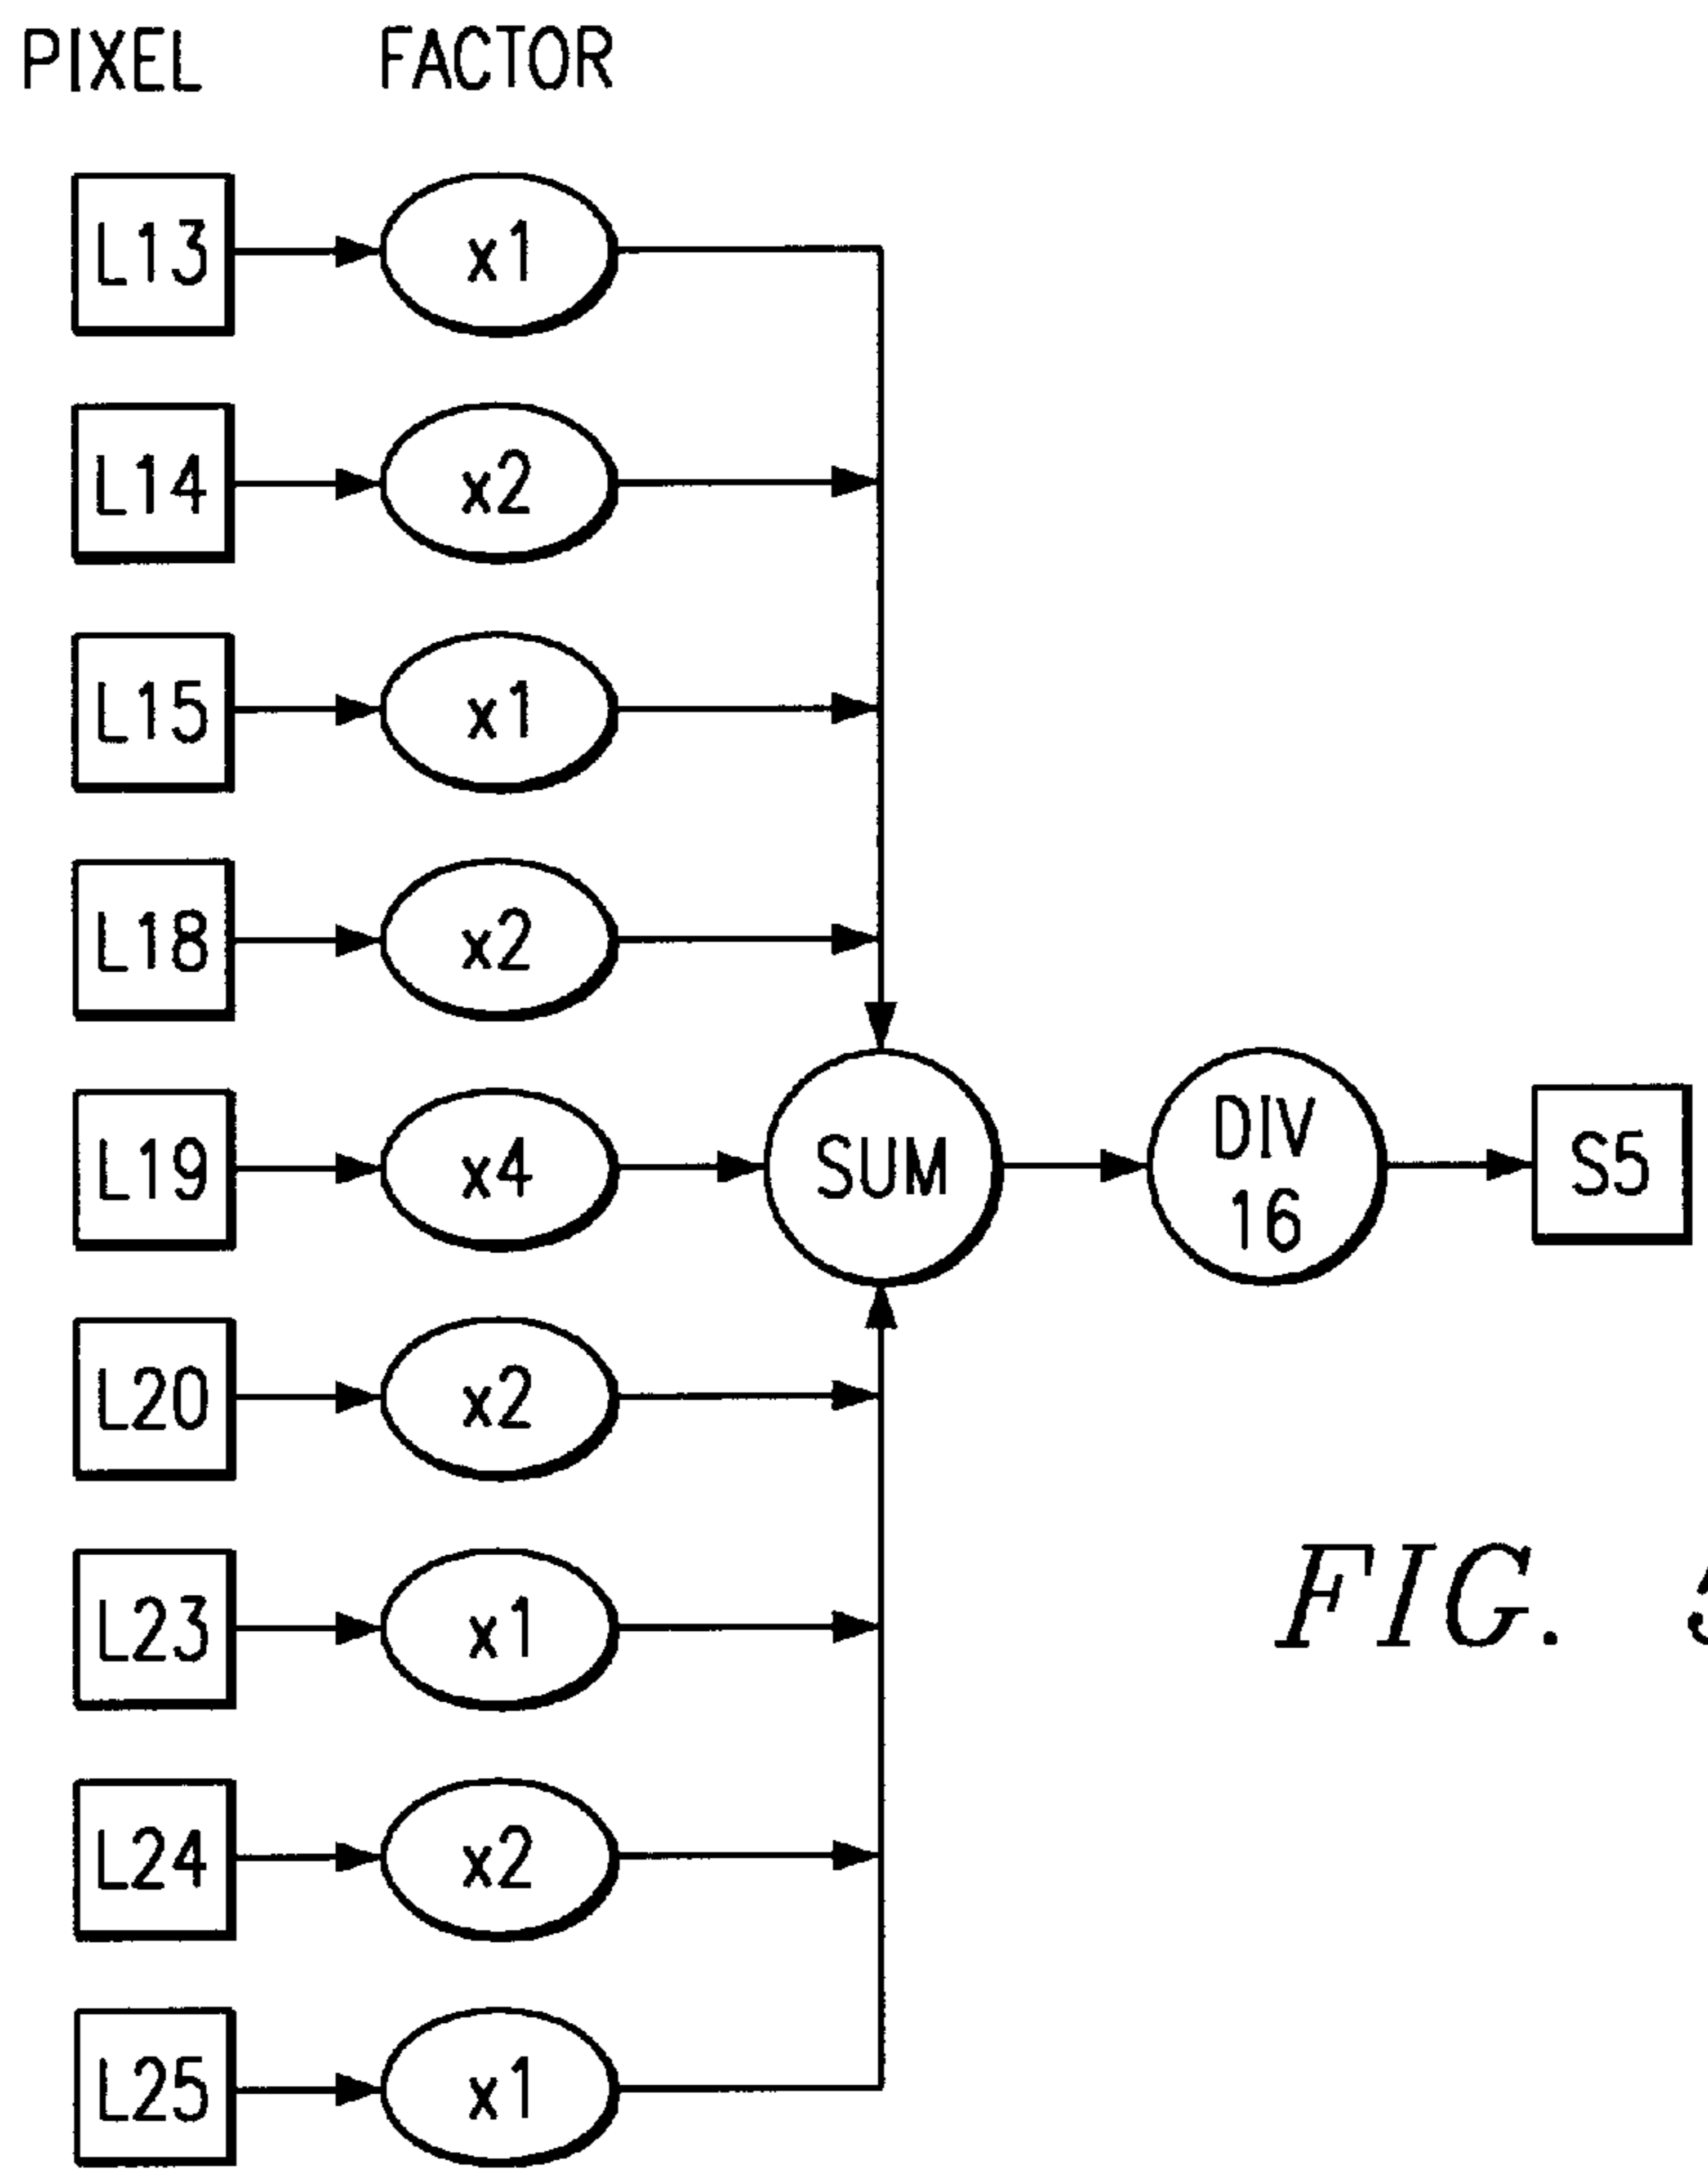 PIXEL FACTOR
L13 x1
L14 x2
L15 x1
L18 x2
L19 x4 SUM DIV 16 S5
L20 x2
L23 x1
FIG.
L24 x2
L25 x1